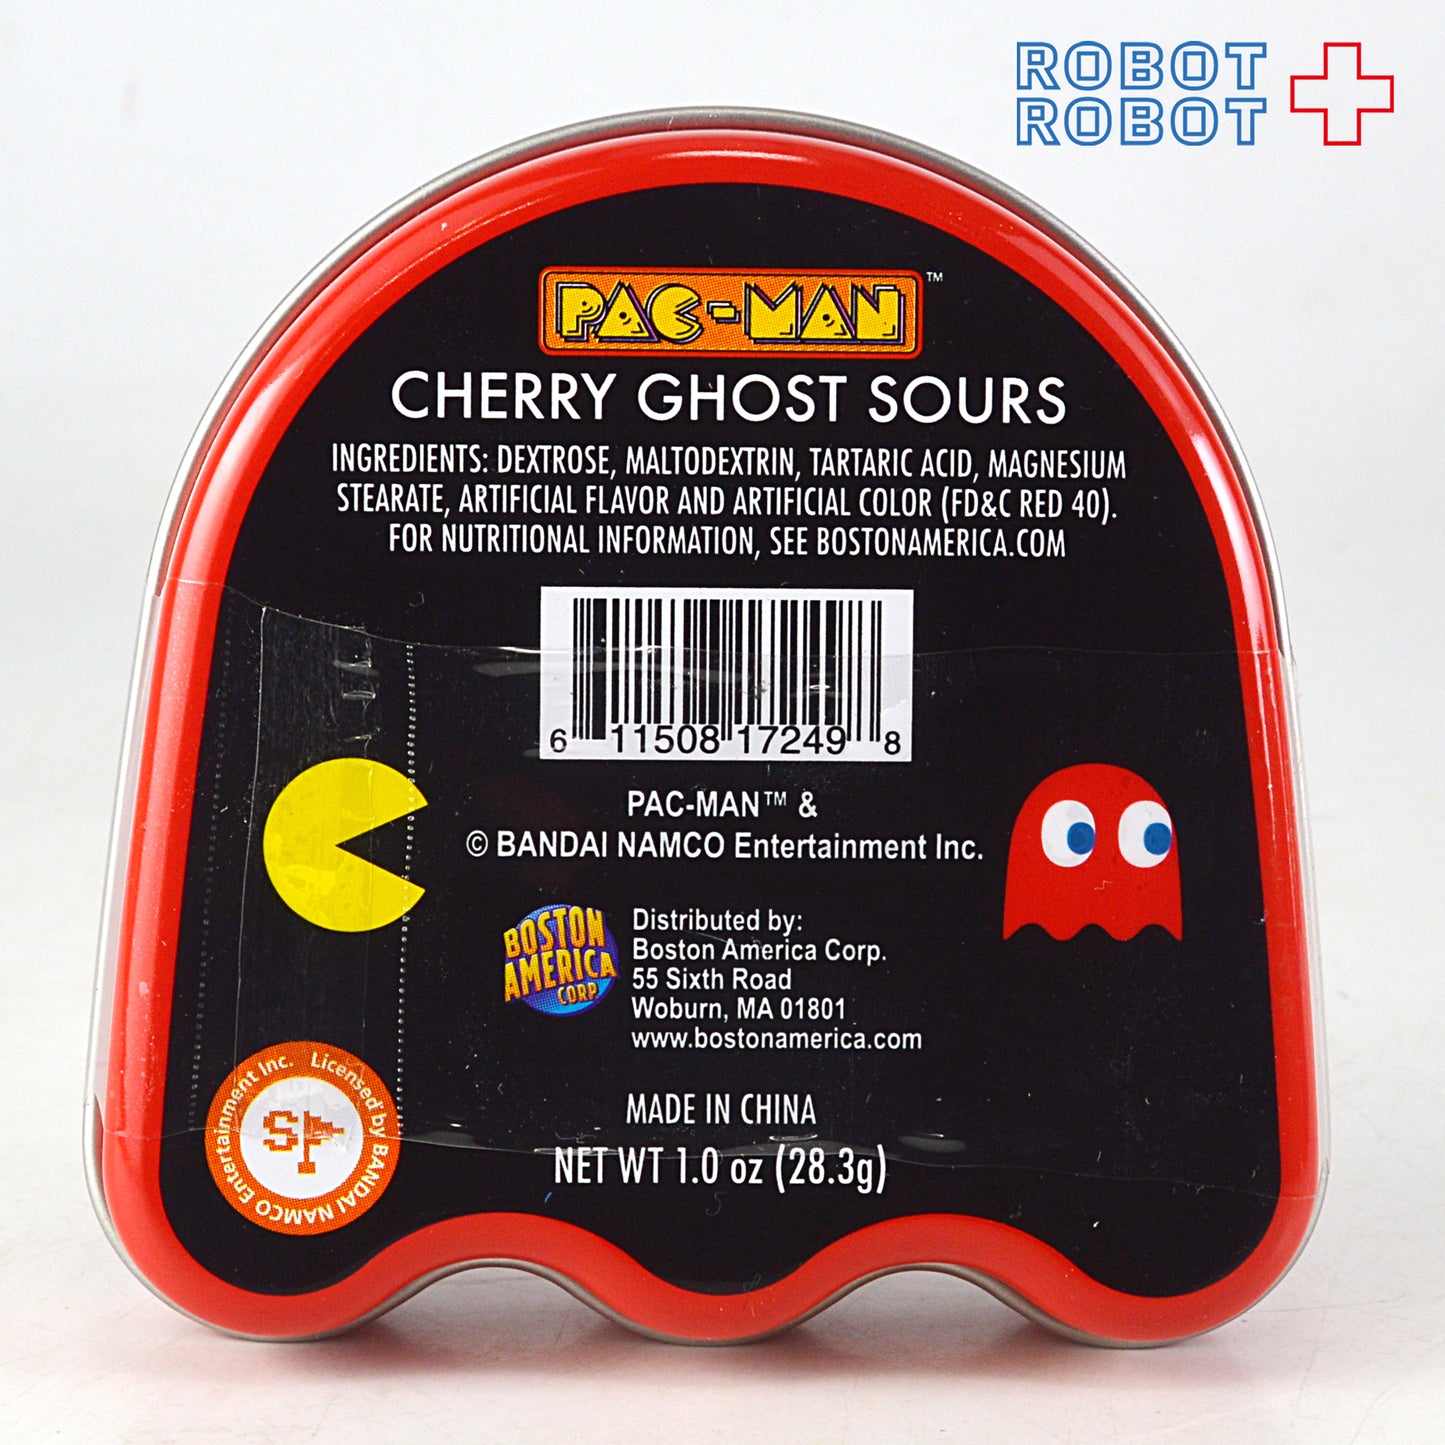 ROBOT
ROBOT
PAC-MAN™
CHERRY GHOST SOURS
INGREDIENTS: DEXTROSE, MALTODEXTRIN, TARTARIC ACID, MAGNESIUM
STEARATE, ARTIFICIAL FLAVOR AND ARTIFICIAL COLOR (FD&C RED 40).
FOR NUTRITIONAL INFORMATION, SEE BOSTONAMERICA.COM
6 11508 17249 8
PAC-MAN™ &
© BANDAI NAMCO Entertainment Inc.
BOSTON
AMERICA
CORP
Distributed by:
Boston America Corp.
55 Sixth Road
Woburn, MA 01801
www.bostonamerica.com
Licensed by BANDAI NAMCO Entertainment Inc.
MADE IN CHINA
NET WT 1.0 oz (28.3g)